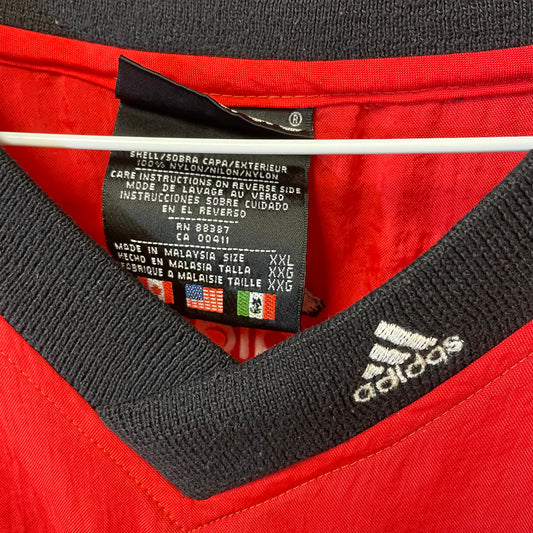 ®
SHELL/SOBRA CAPA/EXTERIEUR
100% NYLON/NILON/NYLON
CARE INSTRUCTIONS ON REVERSE SIDE
MODE DE LAVAGE AU VERSO
INSTRUCCIONES SOBRE CUIDADO
EN EL REVERSO
RN 88387
CA 00411
MADE IN MALAYSIA SIZE XXL
HECHO EN MALASIA TALLA XXG
FABRIQUE A MALAISIE TAILLE XXG
adidas